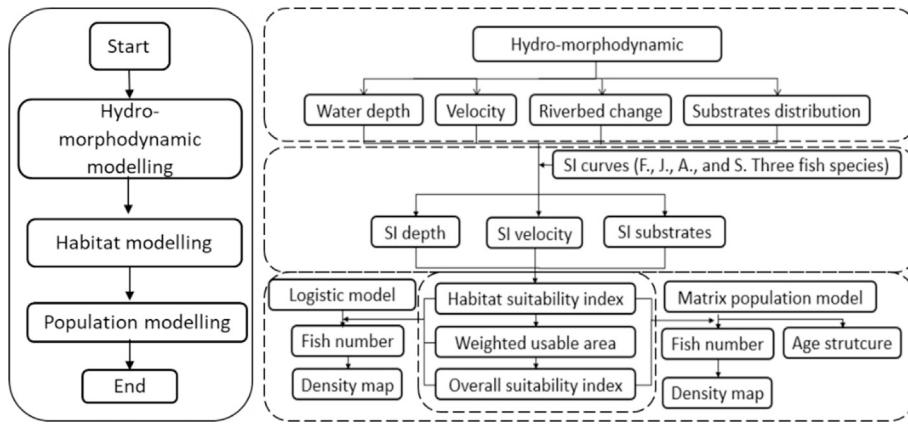 Start
Hydro-
morphodynamic
modelling
Habitat modelling
Population modelling
End
Hydro-morphodynamic
Water depth
Velocity
Riverbed change
Substrates distribution
SI curves (F., J., A., and S. Three fish species)
SI depth
SI velocity
SI substrates
Logistic model
Fish number
Density map
Habitat suitability index
Weighted usable area
Overall suitability index
Matrix population model
Fish number
Age strutcure
Density map